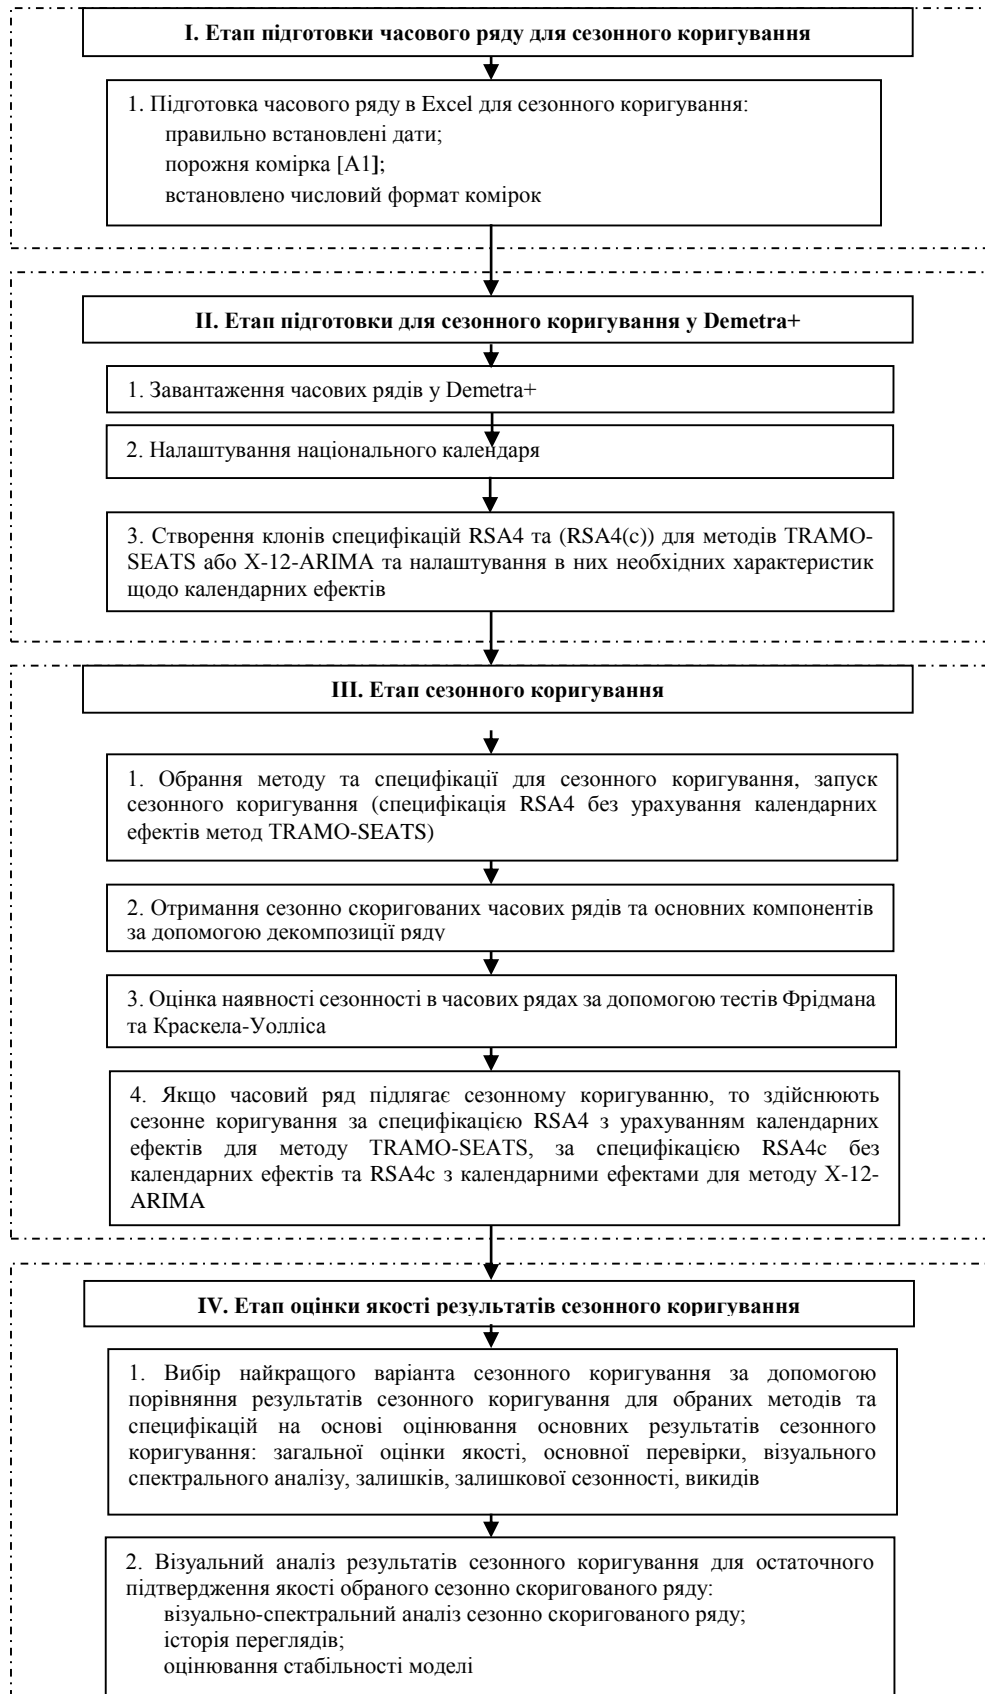 I. Етап підготовки часового ряду для сезонного коригування
1. Підготовка часового ряду в Excel для сезонного коригування:
правильно встановлені дати;
порожня комірка [A1];
встановлено числовий формат комірок
II. Етап підготовки для сезонного коригування у Demetra+
1. Завантаження часових рядів у Demetra+
2. Налаштування національного календаря
3. Створення клонів специфікацій RSA4 та (RSA4(c)) для методів TRAMO-
SEATS або X-12-ARIMA та налаштування в них необхідних характеристик
щодо календарних ефектів
III. Етап сезонного коригування
1. Обрання методу та специфікації для сезонного коригування, запуск
сезонного коригування (специфікація RSA4 без урахування календарних
ефектів метод TRAMO-SEATS)
2. Отримання сезонно скоригованих часових рядів та основних компонентів
за допомогою декомпозиції ряду
3. Оцінка наявності сезонності в часових рядах за допомогою тестів Фрідмана
та Краскела-Уолліса
4. Якщо часовий ряд підлягає сезонному коригуванню, то здійснюють
сезонне коригування за специфікацією RSA4 з урахуванням календарних
ефектів для методу TRAMO-SEATS, за специфікацією RSA4c без
календарних ефектів та RSA4c з календарними ефектами для методу X-12-
ARIMA
IV. Етап оцінки якості результатів сезонного коригування
1. Вибір найкращого варіанта сезонного коригування за допомогою
порівняння результатів сезонного коригування для обраних методів та
специфікацій на основі оцінювання основних результатів сезонного
коригування: загальної оцінки якості, основної перевірки, візуального
спектрального аналізу, залишків, залишкової сезонності, викидів
2. Візуальний аналіз результатів сезонного коригування для остаточного
підтвердження якості обраного сезонно скоригованого ряду:
візуально-спектральний аналіз сезонно скоригованого ряду;
історія переглядів;
оцінювання стабільності моделі